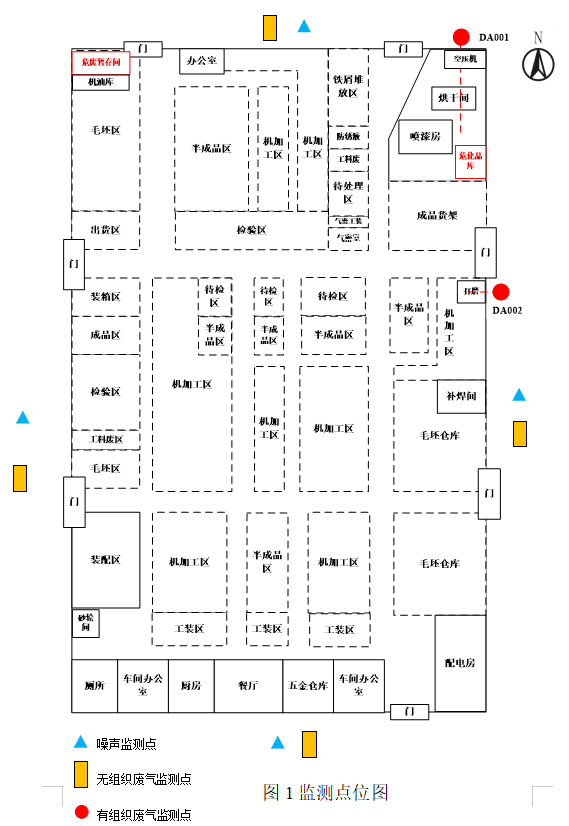 N
DA001
门
门
危废暂存间
办公室
空压机
机油库
铁屑堆
放区
烘干间
毛坯区
半成品区
机加
工区
机加
工区
防锈液
喷漆房
工料废
危化品
库
待处理
区
出货区
检验区
气密工装
气密室
成品货架
门
门
装箱区
待检
区
待检
区
待检区
半成品
区
打磨
DA002
机加工区
成品区
半成
品区
半成
品区
半成品区
检验区
机加工区
机加
工区
机加工区
补焊间
毛坯仓库
工料废区
毛坯区
门
门
装配区
机加工区
半成品
区
机加工区
毛坯仓库
砂轮
间
工装区
工装区
工装区
配电房
厕所
车间办公
室
厨房
餐厅
五金仓库
车间办公
室
门
噪声监测点
无组织废气监测点
有组织废气监测点
图1监测点位图